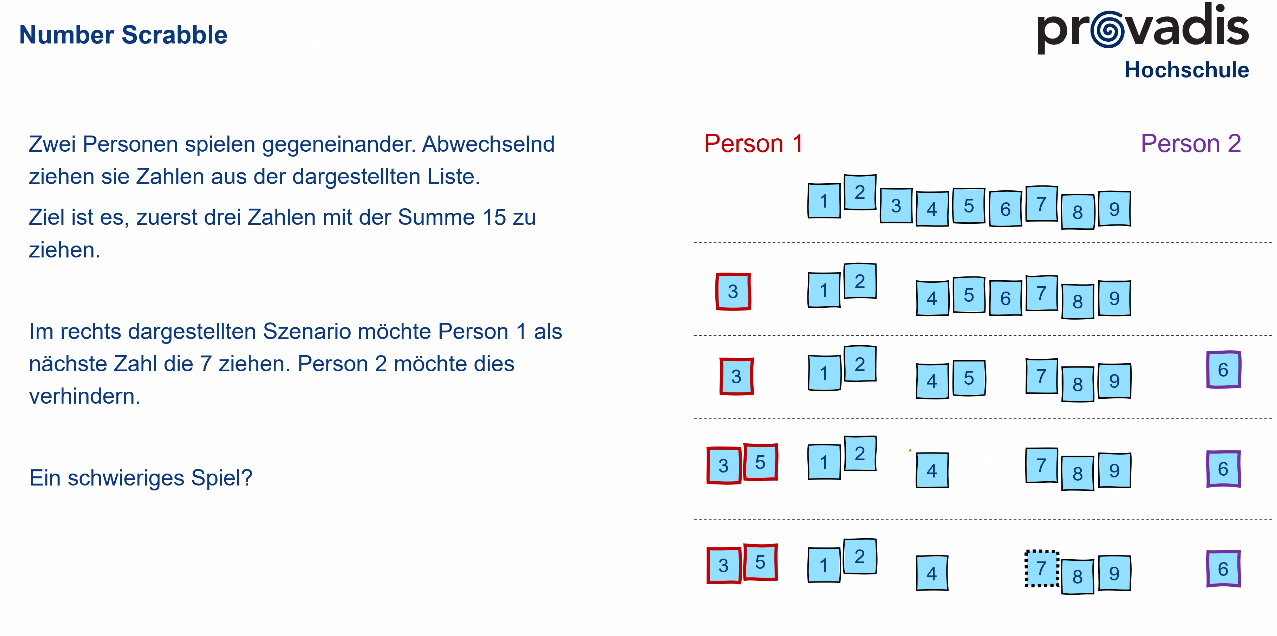 Number Scrabble
provadis
Hochschule
Zwei Personen spielen gegeneinander. Abwechselnd
ziehen sie Zahlen aus der dargestellten Liste.
Ziel ist es, zuerst drei Zahlen mit der Summe 15 zu
ziehen.
Im rechts dargestellten Szenario möchte Person 1 als
nächste Zahl die 7 ziehen. Person 2 möchte dies
verhindern.
Ein schwieriges Spiel?
Person 1 Person 2
1 2 3 4 5 6 7 8 9
3 1 2 4 5 6 7 8 9
3 1 2 4 5 7 8 9 6
3 5 1 2 4 7 8 9 6
3 5 1 2 4 7 8 9 6